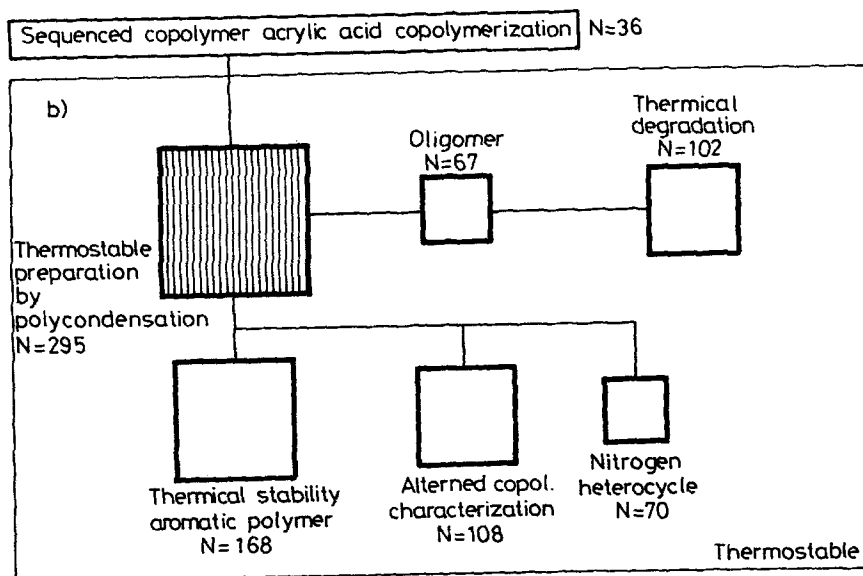 Sequenced copolymer acrylic acid copolymerization N=36
b)
Oligomer
N=67
Thermical
degradation
N=102
Thermostable
preparation
by
polycondensation
N=295
Thermical stability
aromatic polymer
N=168
Alterned copol.
characterization
N=108
Nitrogen
heterocycle
N=70
Thermostable